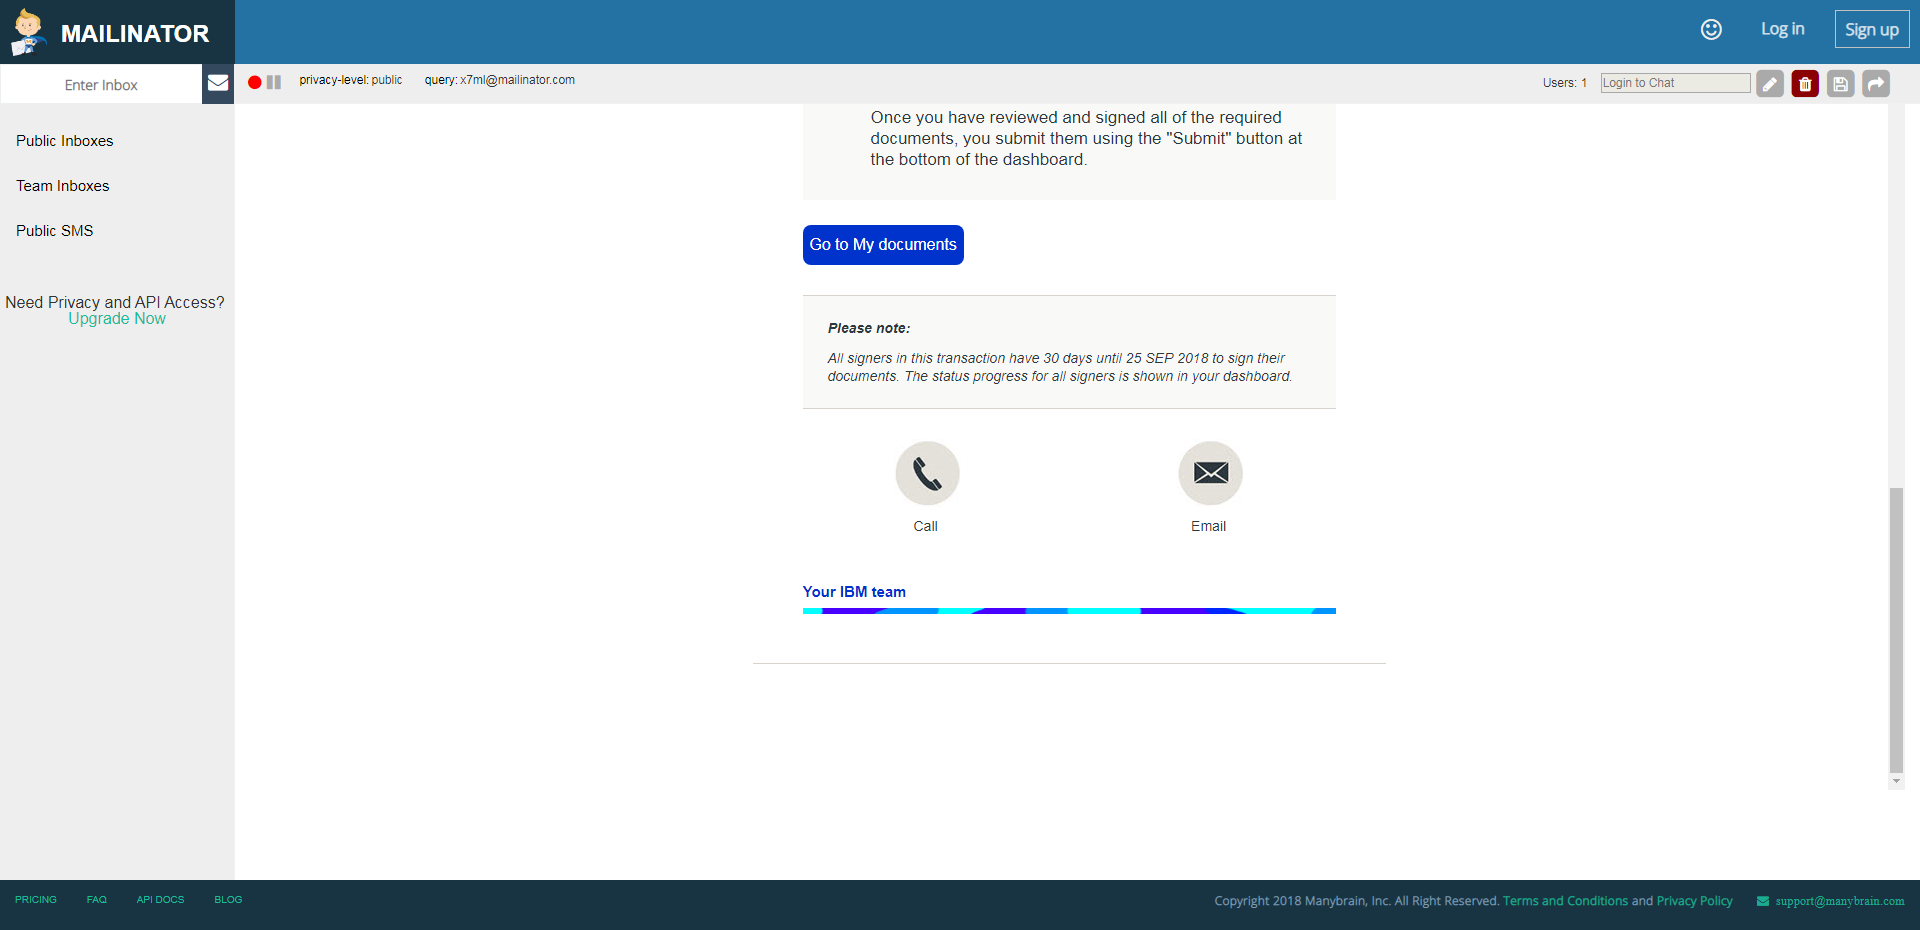 MAILINATOR
Log in
Sign up
Enter Inbox
privacy-level: public
query: x7ml@mailinator.com
Users: 1
Login to Chat
Public Inboxes
Team Inboxes
Public SMS
Need Privacy and API Access?
Upgrade Now
Once you have reviewed and signed all of the required
documents, you submit them using the "Submit" button at
the bottom of the dashboard.
Go to My documents
Please note:
All signers in this transaction have 30 days until 25 SEP 2018 to sign their
documents. The status progress for all signers is shown in your dashboard.
Call
Email
Your IBM team
PRICING
FAQ
API DOCS
BLOG
Copyright 2018 Manybrain, Inc. All Right Reserved. Terms and Conditions and Privacy Policy
support@manybrain.com